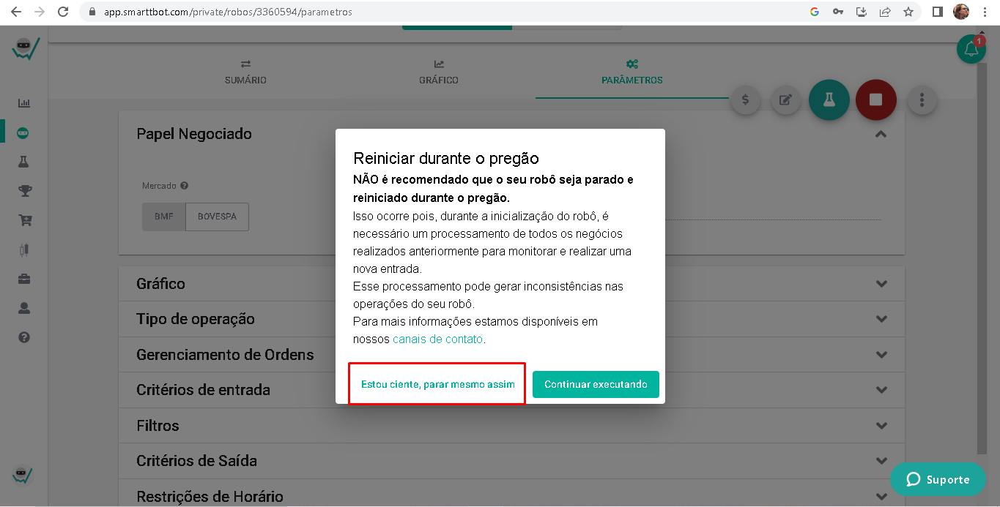 app.smarttbot.com/private/robos/3360594/parametros
1
SUMÁRIO
GRÁFICO
PARÂMETROS
$
Papel Negociado
Mercado
BMF
BOVESPA
Reiniciar durante o pregão
NÃO é recomendado que o seu robô seja parado e
reiniciado durante o pregão.
Isso ocorre pois, durante a inicialização do robô, é
necessário um processamento de todos os negócios
realizados anteriormente para monitorar e realizar uma
nova entrada.
Esse processamento pode gerar inconsistências nas
operações do seu robô.
Para mais informações estamos disponíveis em
nossos canais de contato.
Estou ciente, parar mesmo assim
Continuar executando
Gráfico
Tipo de operação
Gerenciamento de Ordens
Critérios de entrada
Filtros
Critérios de Saída
Restrições de Horário
Suporte